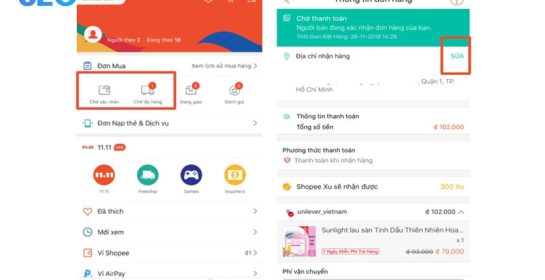 SEO
Người theo 2 Đang theo 18
Đơn Mua
Xem lịch sử mua hàng >
Chờ xác nhận
Chờ lấy hàng
1
Đang giao
Đánh giá
Đơn Nạp thẻ & Dịch vụ
11.11
11.11
Freeship
Games
Vouchers
Đã thích
Mới xem
Ví Shopee
₫1 >
Ví AirPay
Thông tin đơn hàng
Chờ thanh toán
Người bán đang xác nhận đơn hàng của bạn.
Thời Gian Đặt Hàng: 26-11-2019 14:28
Địa chỉ nhận hàng
SỬA
Quận 1, TP.
Hồ Chí Minh
Thông tin thanh toán
Tổng số tiền
₫ 102.000
Phương thức thanh toán
Thanh toán khi nhận hàng
Shopee Xu sẽ nhận được
300 Xu
unilever_vietnam
₫ 102.000
Sunlight lau sàn Tinh Dầu Thiên Nhiên Hoa...
x 1
7 Ngày Miễn Phí Trả Hàng
₫ 93.000 ₫ 79.000
Phí vận chuyển